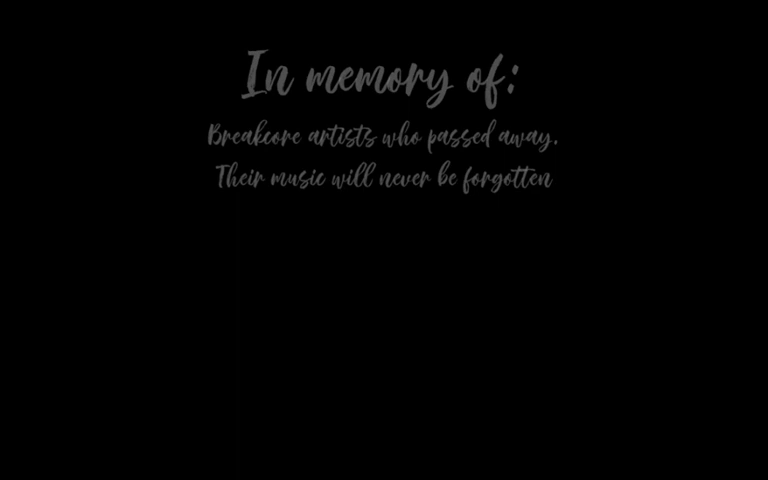 In memory of:
Breakcore artists who passed away.
Their music will never be forgotten